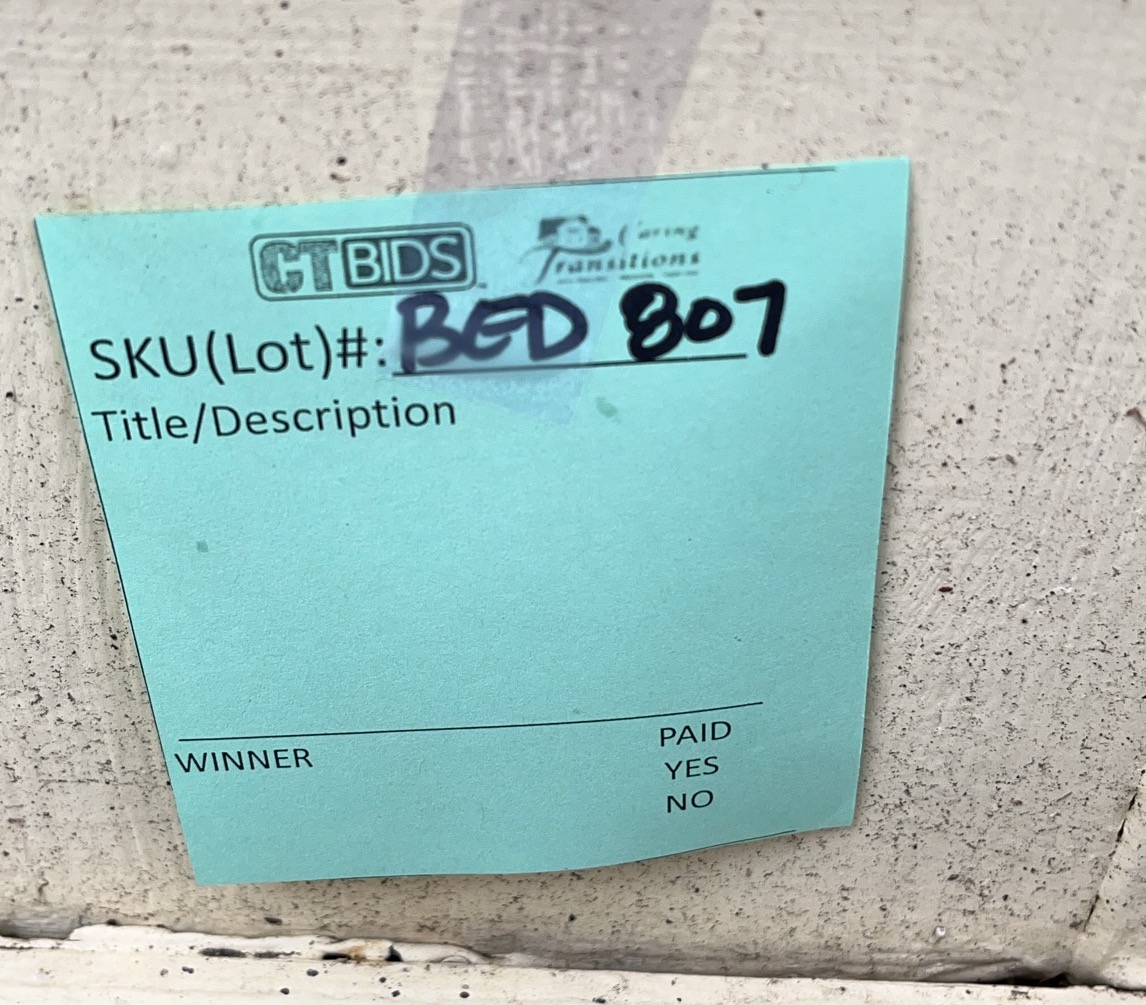 CTBIDS Caring
Transitions
SKU(Lot)#: BED 807
Title/Description
WINNER PAID
YES
NO